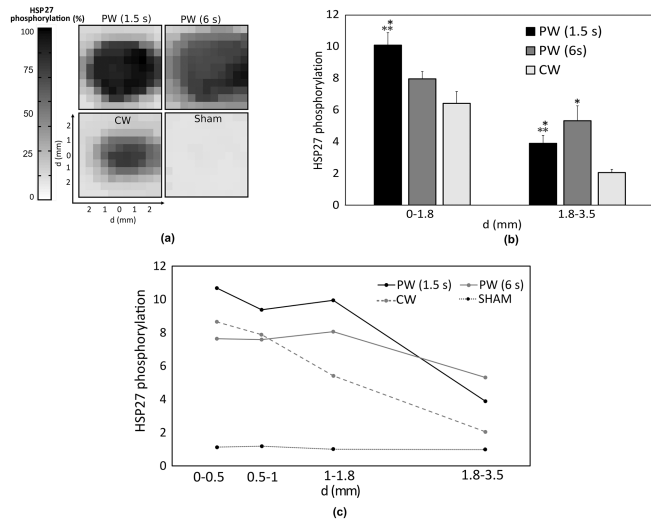 HSP27
phosphorylation (%)
PW (1.5 s)
PW (6 s)
100
75
50
25
0
CW
Sham
2
1
0
1
2
d (mm)
2 1 0 1 2
d (mm)
(a)
HSP27 phosphorylation
12
10
8
6
4
2
0
*
**
*
**
*
PW (1.5 s)
PW (6s)
CW
0-1.8
1.8-3.5
d (mm)
(b)
HSP27 phosphorylation
12
10
8
6
4
2
0
PW (1.5 s)
PW (6 s)
CW
SHAM
0-0.5
0.5-1
1-1.8
1.8-3.5
d (mm)
(c)